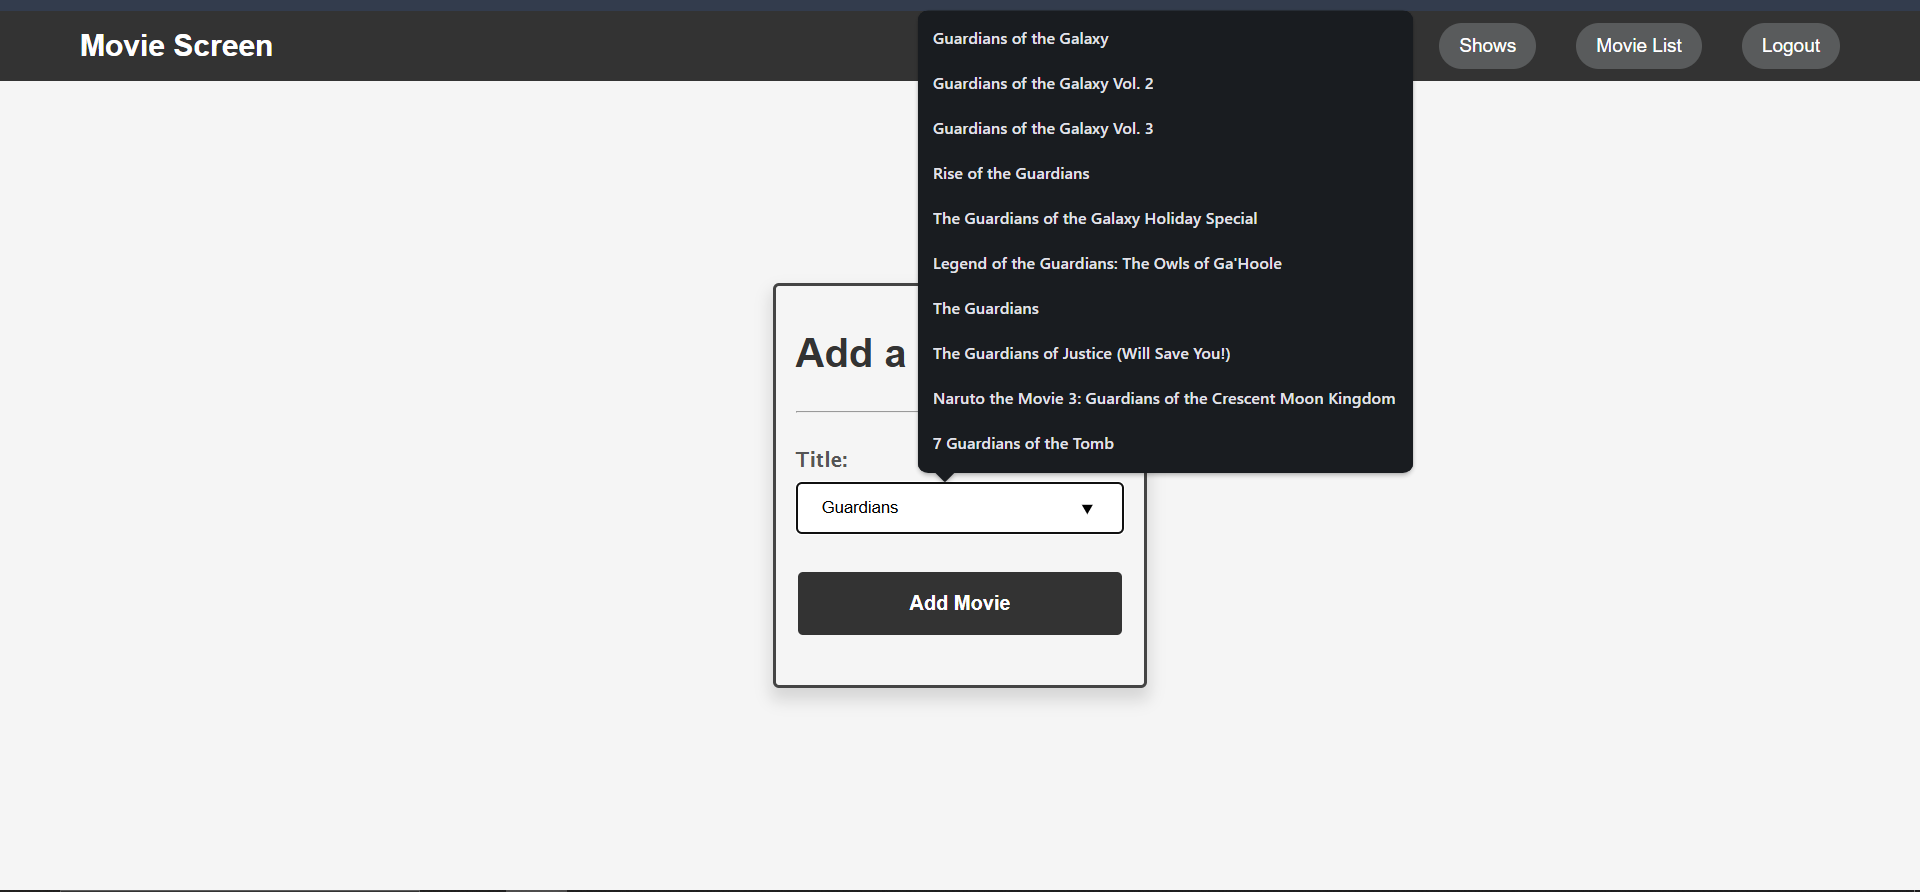 Movie Screen
Shows
Movie List
Logout
Guardians of the Galaxy
Guardians of the Galaxy Vol. 2
Guardians of the Galaxy Vol. 3
Rise of the Guardians
The Guardians of the Galaxy Holiday Special
Legend of the Guardians: The Owls of Ga'Hoole
The Guardians
The Guardians of Justice (Will Save You!)
Naruto the Movie 3: Guardians of the Crescent Moon Kingdom
7 Guardians of the Tomb
Add a
Title:
Guardians
Add Movie